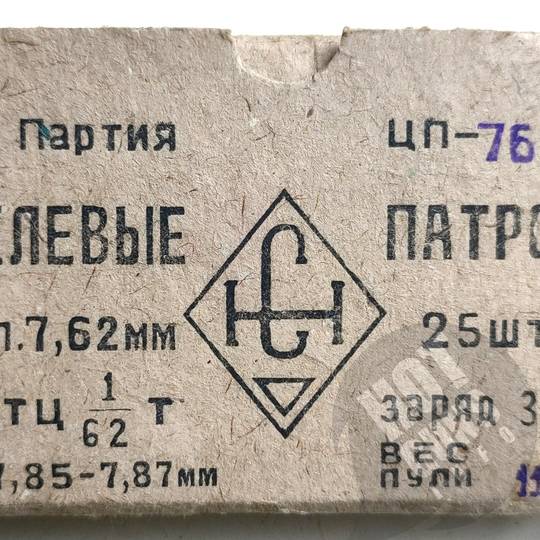 Партия ЦП-76
ЕЛЕВЫЕ ПАТРО
л.7,62мм 25шт
ТЦ 1/62 т заряд 3
7,85-7,87мм ВЕС
ПУЛИ 11